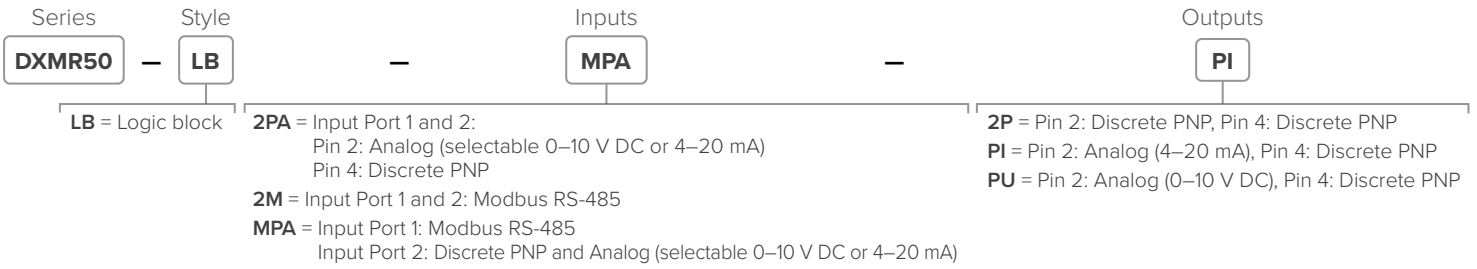 Series Style Inputs Outputs
DXMR50 – LB – MPA – PI
LB = Logic block
2PA = Input Port 1 and 2:
Pin 2: Analog (selectable 0–10 V DC or 4–20 mA)
Pin 4: Discrete PNP
2M = Input Port 1 and 2: Modbus RS-485
MPA = Input Port 1: Modbus RS-485
Input Port 2: Discrete PNP and Analog (selectable 0–10 V DC or 4–20 mA)
2P = Pin 2: Discrete PNP, Pin 4: Discrete PNP
PI = Pin 2: Analog (4–20 mA), Pin 4: Discrete PNP
PU = Pin 2: Analog (0–10 V DC), Pin 4: Discrete PNP